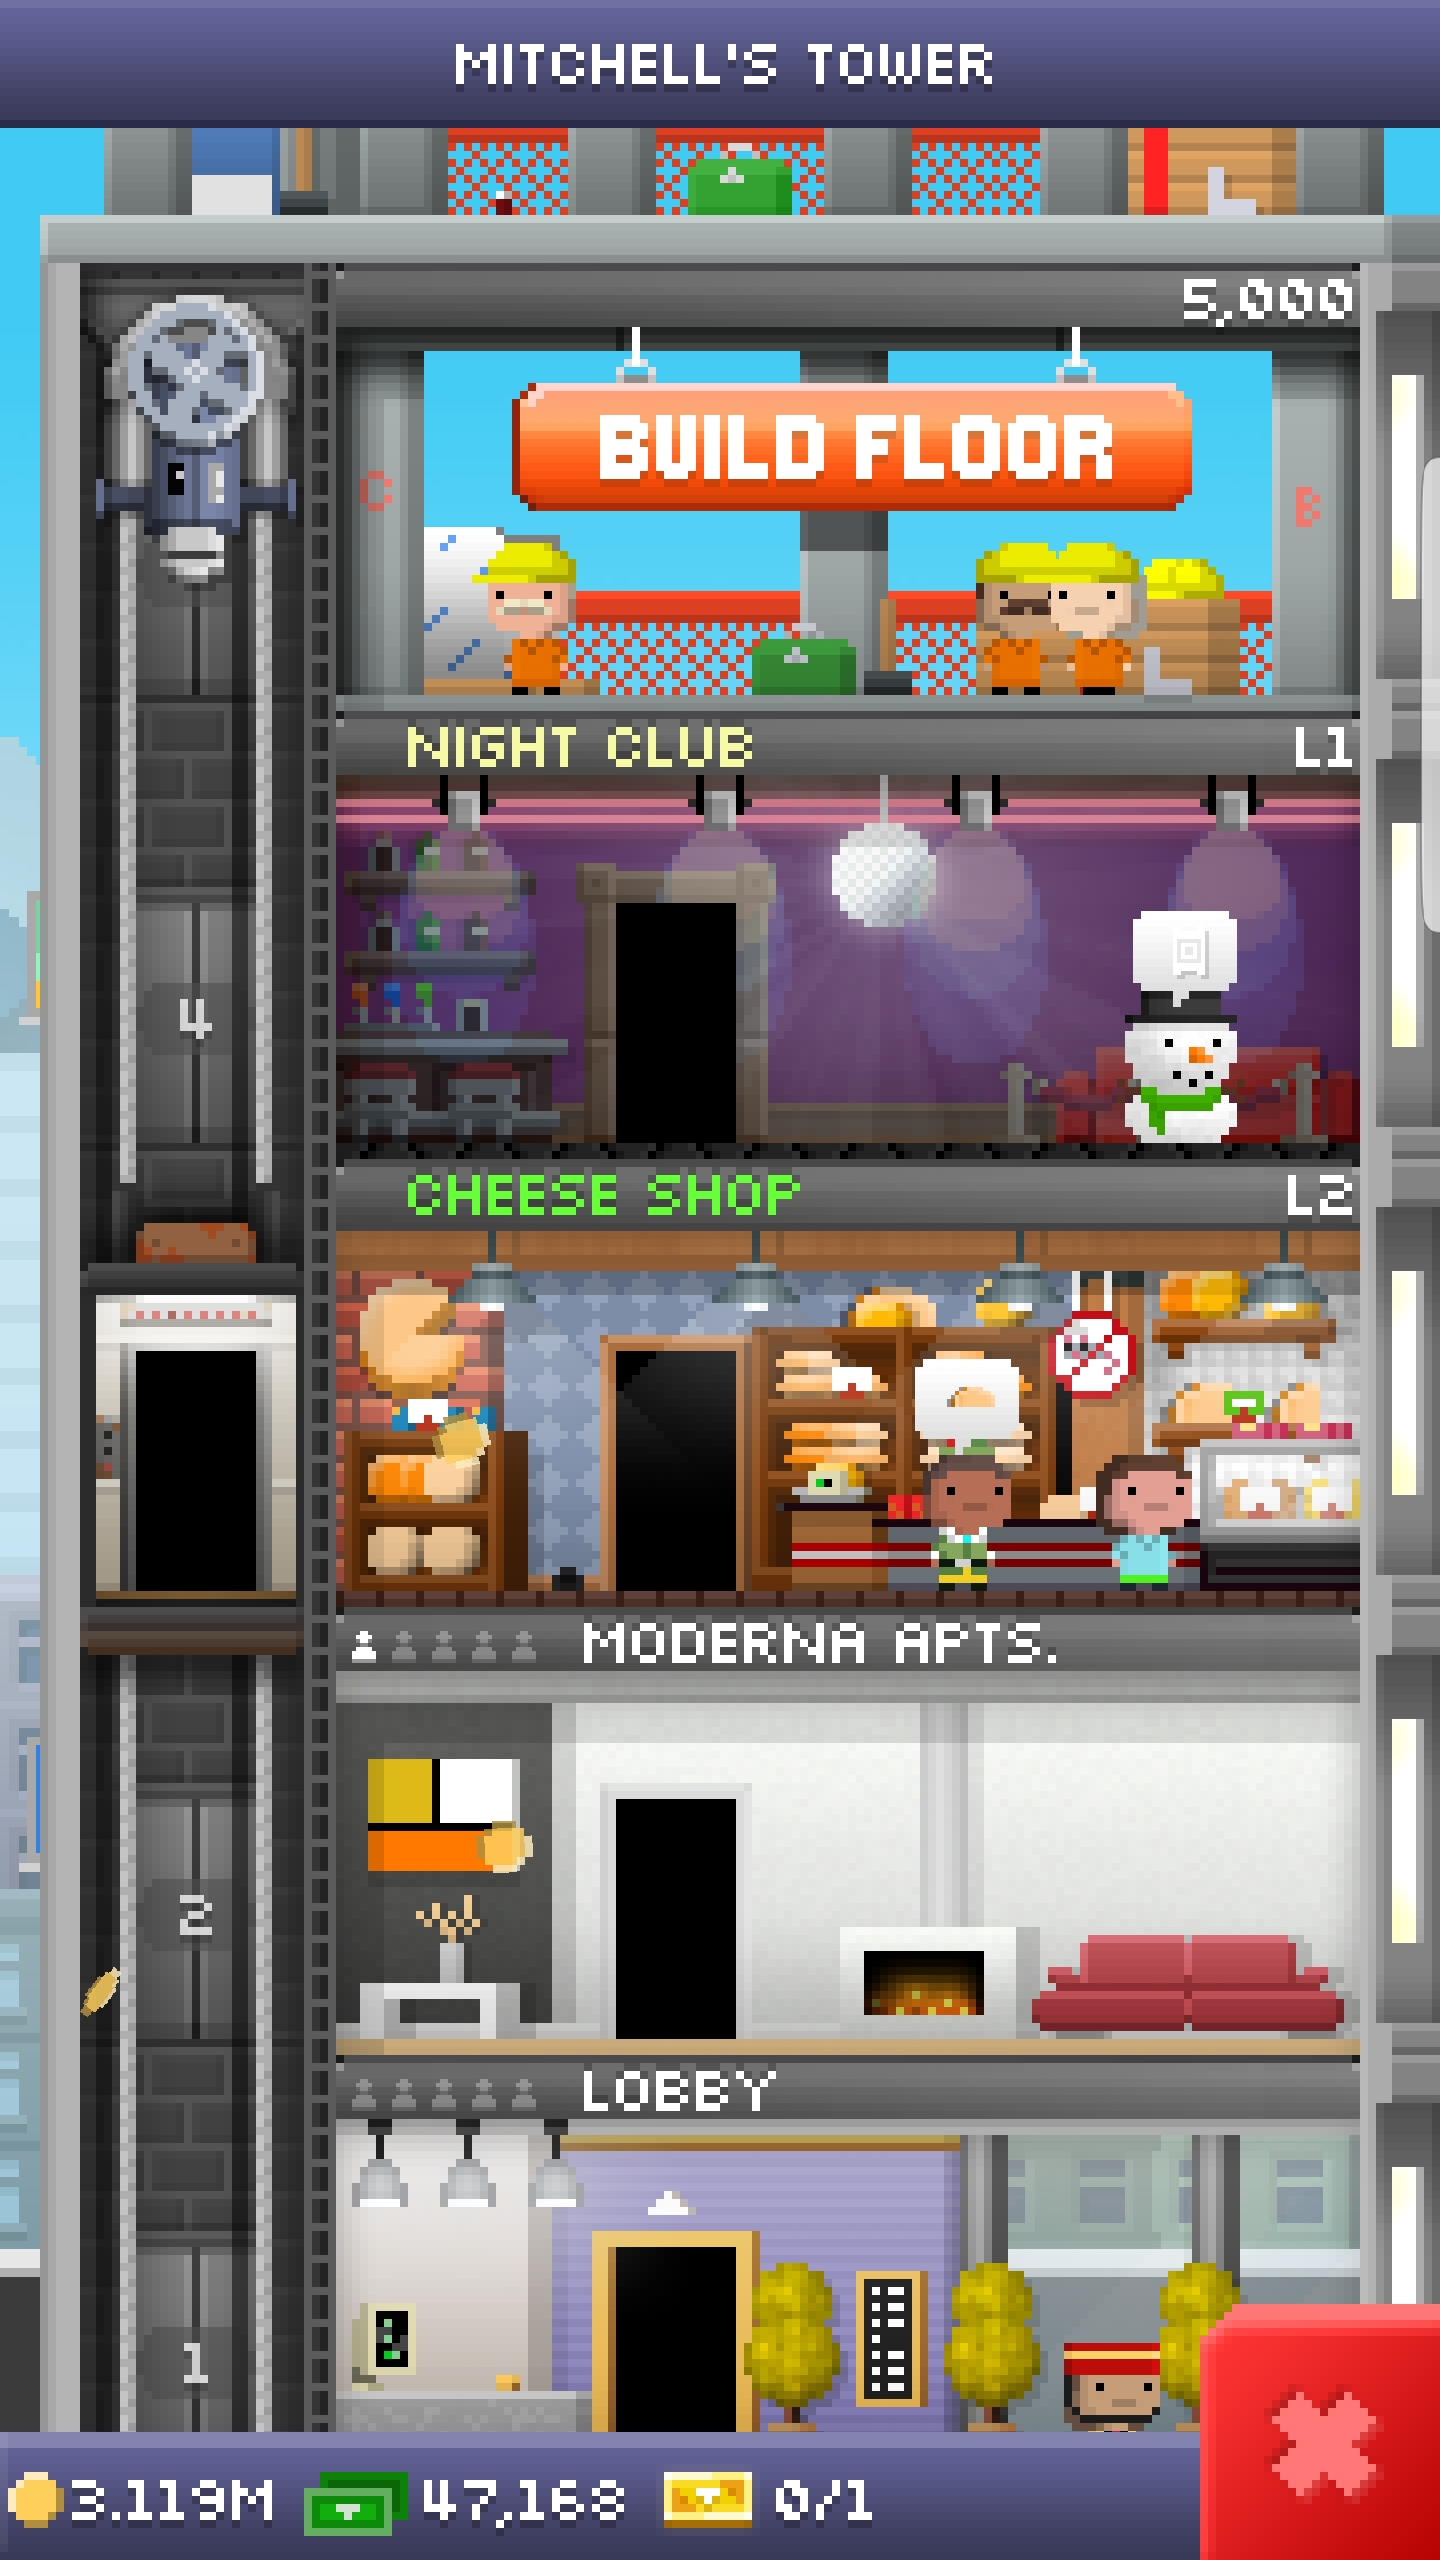 MITCHELL'S TOWER
5,000
BUILD FLOOR
C
B
NIGHT CLUB
L1
4
CHEESE SHOP
L2
MODERNA APTS.
2
LOBBY
1
3.119M
47,168
0/1